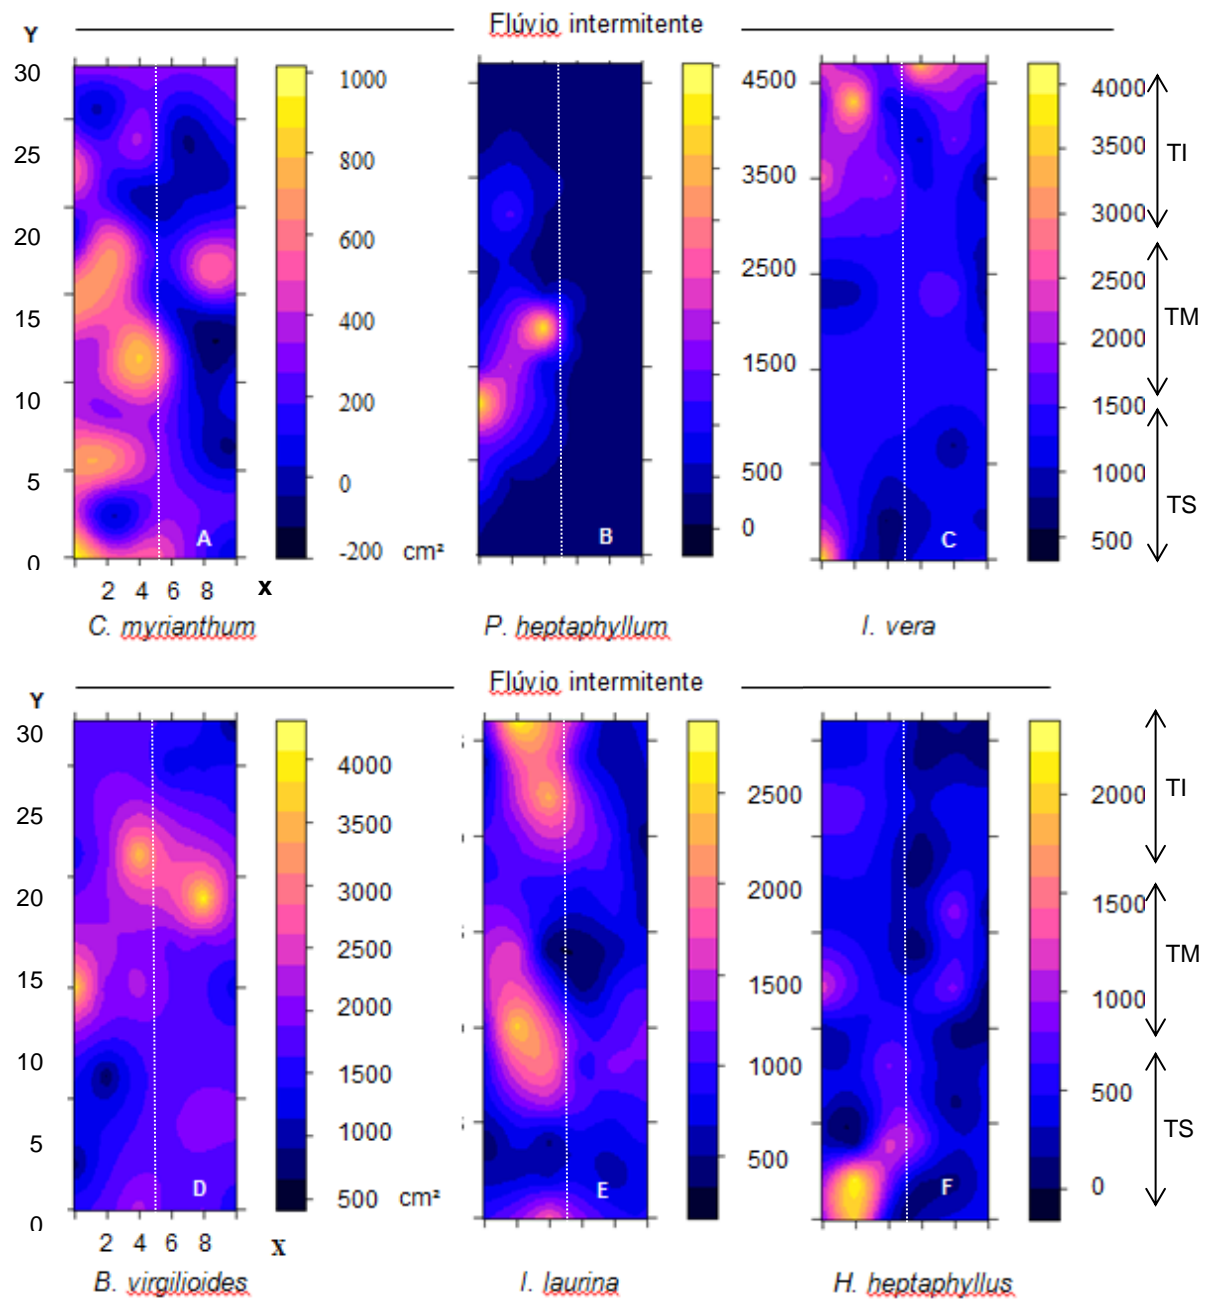 Flúvio intermitente
Y
30
25
20
15
10
5
0
2 4 6 8 X
1000
800
600
400
200
0
-200 cm²
A
C. myrianthum
4500
3500
2500
1500
500
0
B
P. heptaphyllum
4000
3500
3000
2500
2000
1500
1000
500
C
I. vera
TI
TM
TS
Flúvio intermitente
Y
30
25
20
15
10
5
0
2 4 6 8 X
4000
3500
3000
2500
2000
1500
1000
500 cm²
D
B. virgilioides
2500
2000
1500
1000
500
E
I. laurina
2000
1500
1000
500
0
F
H. heptaphyllus
TI
TM
TS